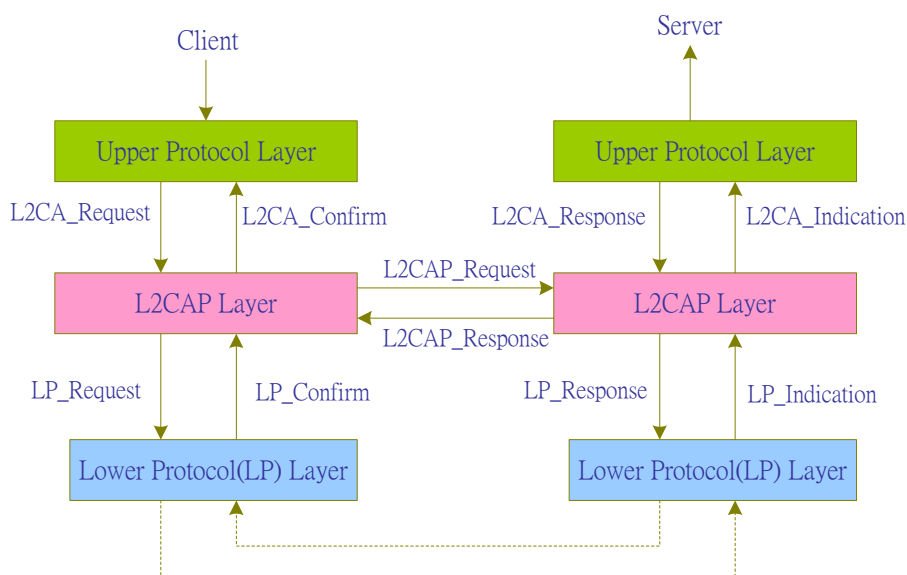 Client
Server
Upper Protocol Layer
Upper Protocol Layer
L2CA_Request
L2CA_Confirm
L2CA_Response
L2CA_Indication
L2CAP_Request
L2CAP Layer
L2CAP Layer
L2CAP_Response
LP_Request
LP_Confirm
LP_Response
LP_Indication
Lower Protocol(LP) Layer
Lower Protocol(LP) Layer